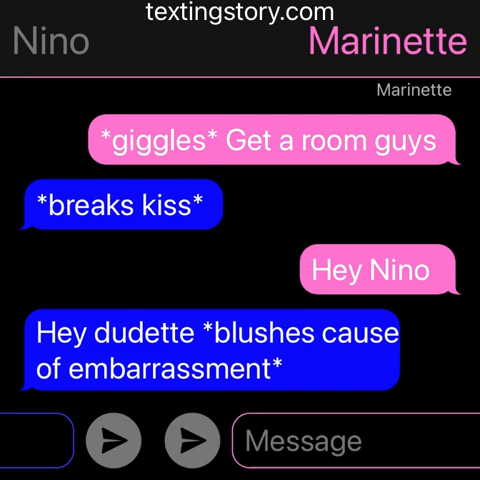 textingstory.com
Nino
Marinette
Marinette
*giggles* Get a room guys
*breaks kiss*
Hey Nino
Hey dudette *blushes cause
of embarrassment*
Message